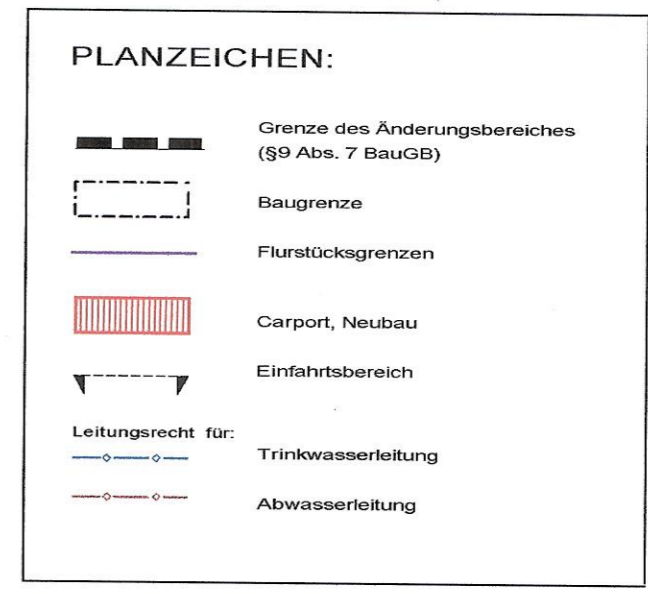 PLANZEICHEN:
Grenze des Änderungsbereiches
(§9 Abs. 7 BauGB)
Baugrenze
Flurstücksgrenzen
Carport, Neubau
Einfahrtsbereich
Leitungsrecht für:
Trinkwasserleitung
Abwasserleitung